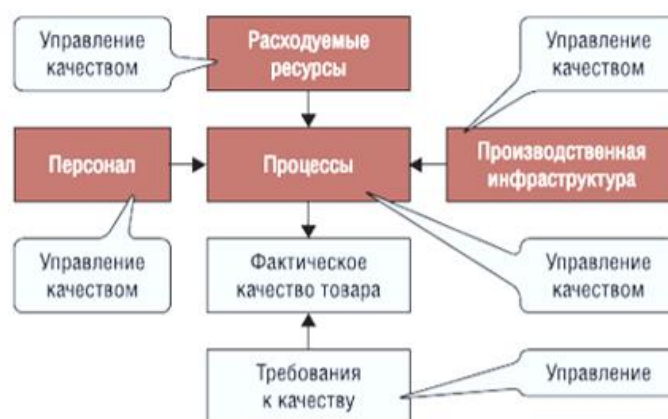 Управление
качеством
Расходуемые
ресурсы
Управление
качеством
Персонал
Процессы
Производственная
инфраструктура
Управление
качеством
Фактическое
качество товара
Управление
качеством
Требования
к качеству
Управление